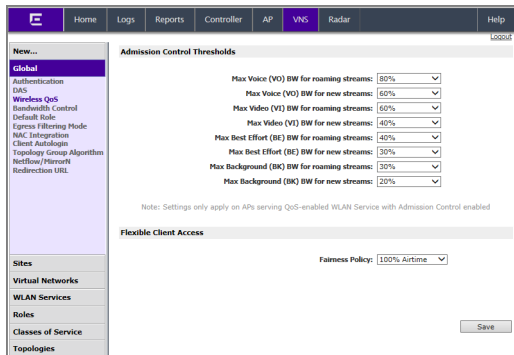 Home Logs Reports Controller AP VNS Radar Help
Logout
New...
Global
Authentication
DAS
Wireless QoS
Bandwidth Control
Default Role
Egress Filtering Mode
NAC Integration
Client Autologin
Topology Group Algorithm
Netflow/MirrorN
Redirection URL
Sites
Virtual Networks
WLAN Services
Roles
Classes of Service
Topologies
Admission Control Thresholds
Max Voice (VO) BW for roaming streams: 80%
Max Voice (VO) BW for new streams: 60%
Max Video (VI) BW for roaming streams: 60%
Max Video (VI) BW for new streams: 40%
Max Best Effort (BE) BW for roaming streams: 40%
Max Best Effort (BE) BW for new streams: 30%
Max Background (BK) BW for roaming streams: 30%
Max Background (BK) BW for new streams: 20%
Note: Settings only apply on APs serving QoS-enabled WLAN Service with Admission Control enabled
Flexible Client Access
Fairness Policy: 100% Airtime
Save